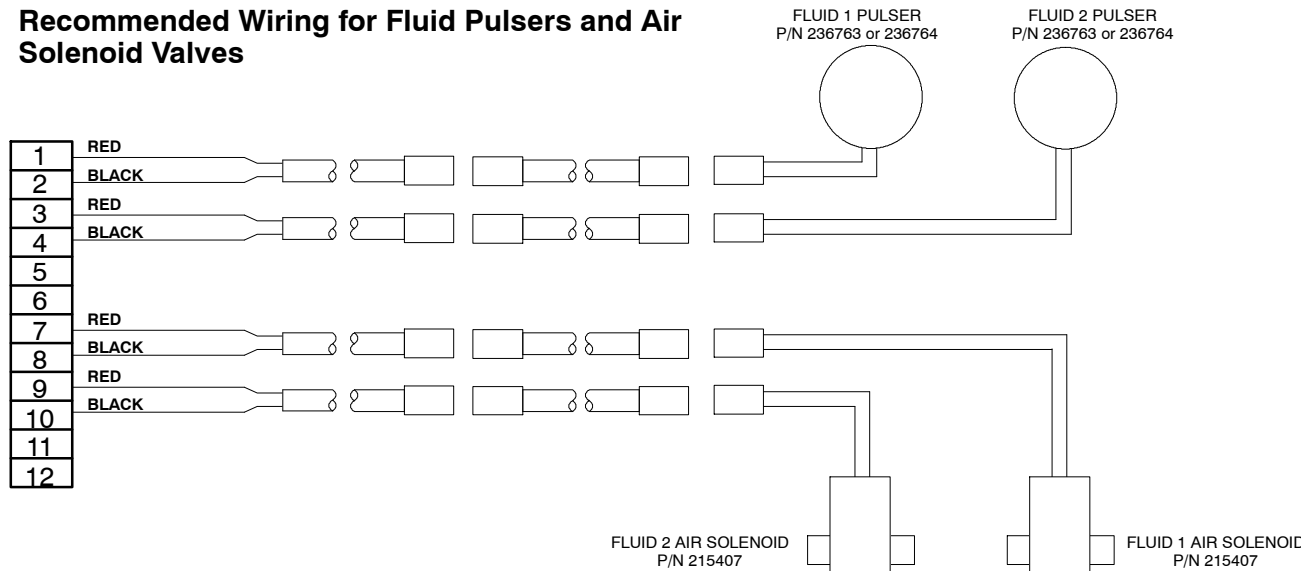 Recommended Wiring for Fluid Pulsers and Air
Solenoid Valves
FLUID 1 PULSER
P/N 236763 or 236764
FLUID 2 PULSER
P/N 236763 or 236764
1 RED
2 BLACK
3 RED
4 BLACK
5
6
7 RED
8 BLACK
9 RED
10 BLACK
11
12
FLUID 2 AIR SOLENOID
P/N 215407
FLUID 1 AIR SOLENOID
P/N 215407